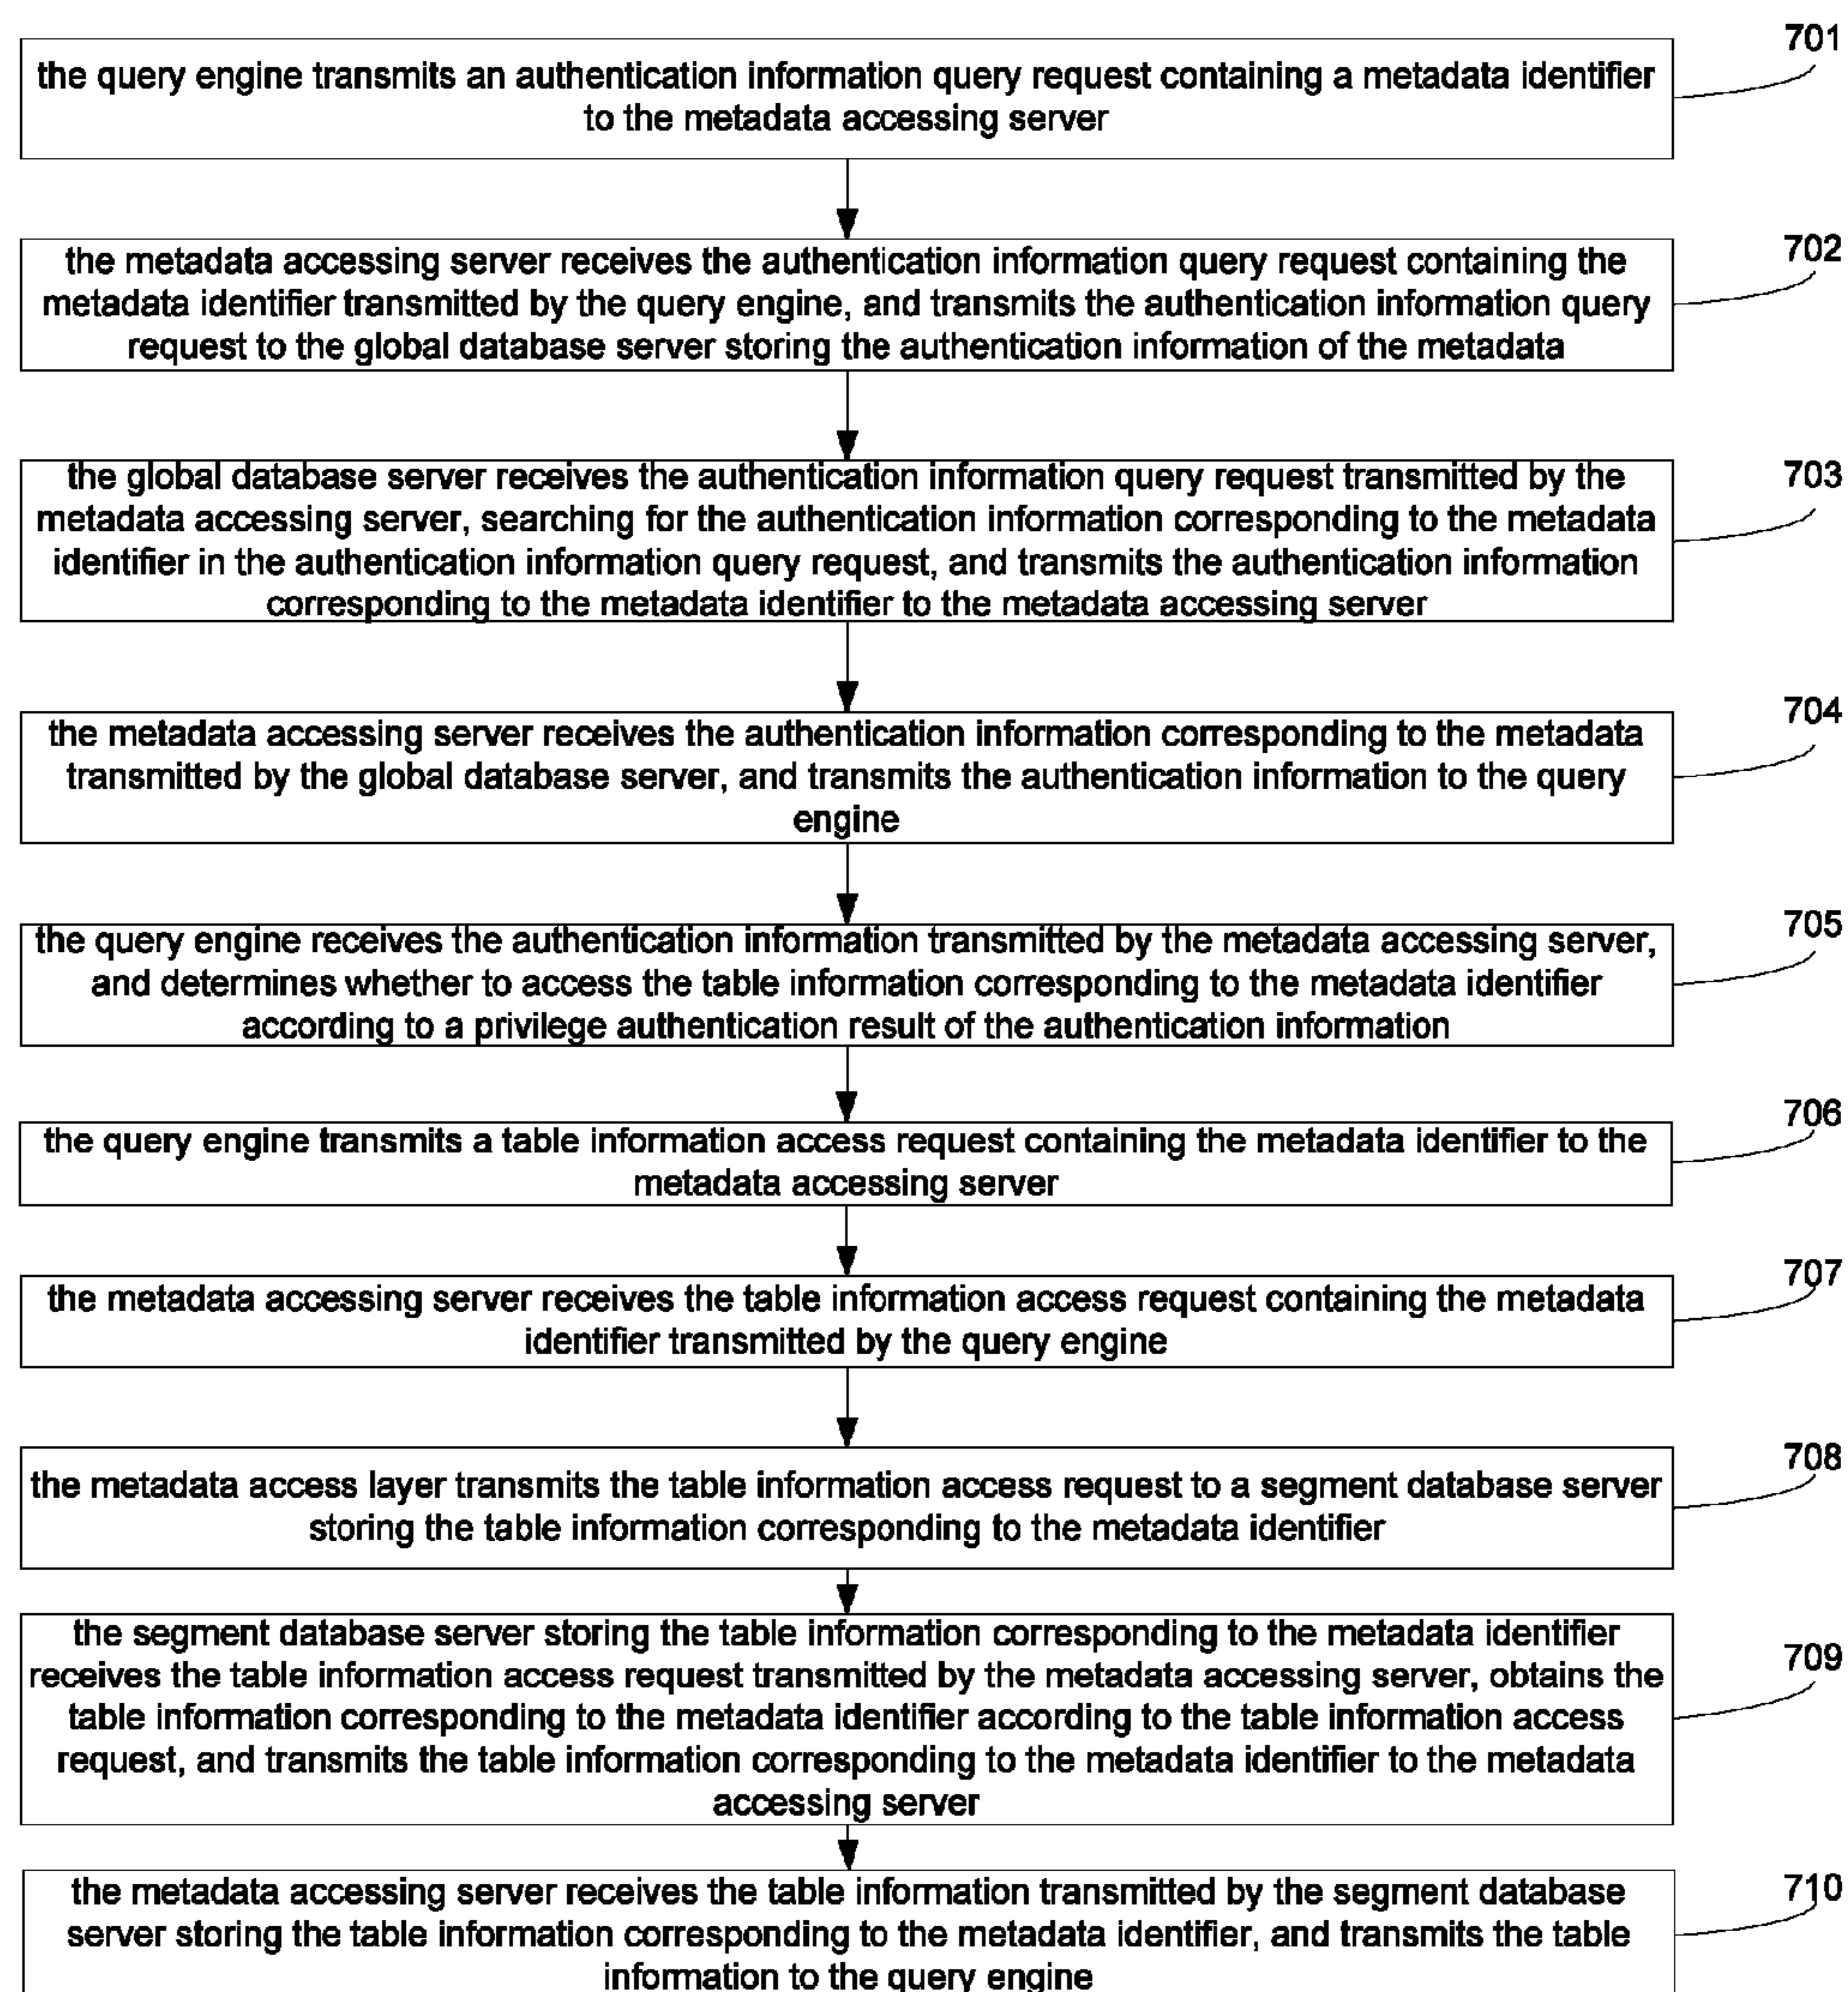 701
the query engine transmits an authentication information query request containing a metadata identifier
to the metadata accessing server
702
the metadata accessing server receives the authentication information query request containing the
metadata identifier transmitted by the query engine, and transmits the authentication information query
request to the global database server storing the authentication information of the metadata
703
the global database server receives the authentication information query request transmitted by the
metadata accessing server, searching for the authentication information corresponding to the metadata
identifier in the authentication information query request, and transmits the authentication information
corresponding to the metadata identifier to the metadata accessing server
704
the metadata accessing server receives the authentication information corresponding to the metadata
transmitted by the global database server, and transmits the authentication information to the query
engine
705
the query engine receives the authentication information transmitted by the metadata accessing server,
and determines whether to access the table information corresponding to the metadata identifier
according to a privilege authentication result of the authentication information
706
the query engine transmits a table information access request containing the metadata identifier to the
metadata accessing server
707
the metadata accessing server receives the table information access request containing the metadata
identifier transmitted by the query engine
708
the metadata access layer transmits the table information access request to a segment database server
storing the table information corresponding to the metadata identifier
709
the segment database server storing the table information corresponding to the metadata identifier
receives the table information access request transmitted by the metadata accessing server, obtains the
table information corresponding to the metadata identifier according to the table information access
request, and transmits the table information corresponding to the metadata identifier to the metadata
accessing server
710
the metadata accessing server receives the table information transmitted by the segment database
server storing the table information corresponding to the metadata identifier, and transmits the table
information to the query engine